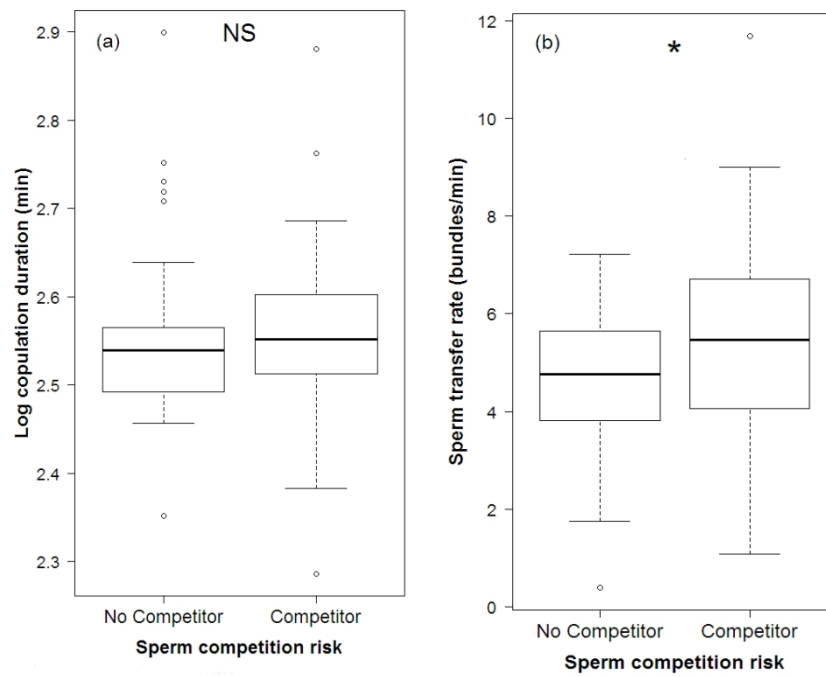 (a)
NS
2.9
2.8
2.7
2.6
2.5
2.4
2.3
Log copulation duration (min)
No Competitor
Competitor
Sperm competition risk
(b)
*
12
10
8
6
4
2
0
Sperm transfer rate (bundles/min)
No Competitor
Competitor
Sperm competition risk